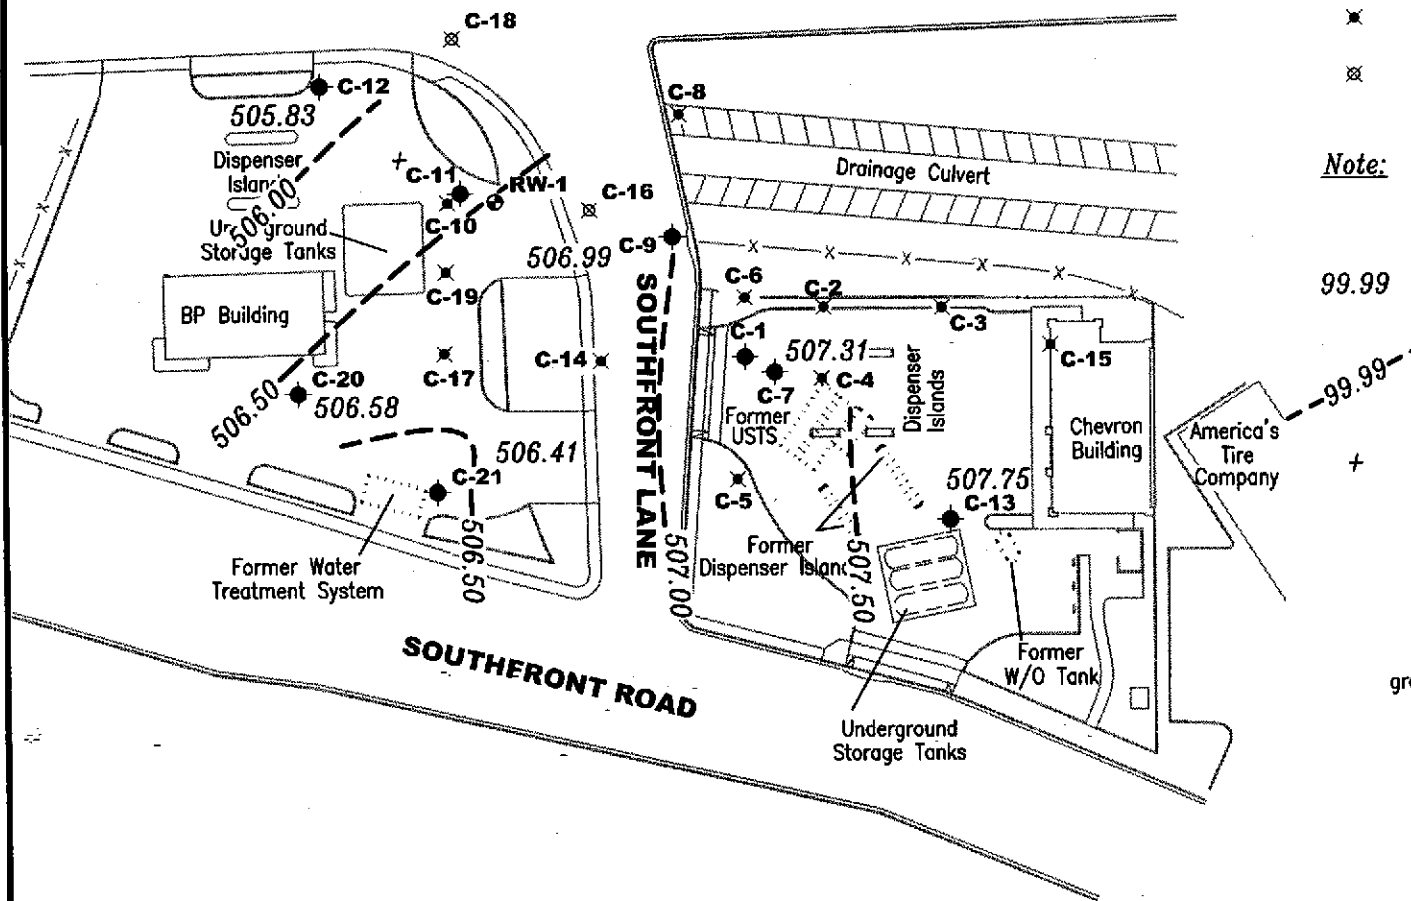 C-18
C-12
505.83
Dispenser
506.00
C-11
RW-1
C-10
ground
Storage Tanks
C-16
506.99
C-9
C-19
BP Building
C-17
C-14
C-20
506.58
506.50
506.41
C-21
506.50
Former Water
Treatment System
SOUTHFRONT LANE
507.00
SOUTHFRONT ROAD
C-8
Drainage Culvert
C-6
C-2
C-3
C-1
507.31
C-7
C-4
C-15
Former
USTS
Dispenser
Islands
C-5
507.75
C-13
Chevron
Building
America's
Tire
Company
Former
Dispenser
507.50
Former
W/O Tank
Underground
Storage Tanks
Note:
99.99
99.99